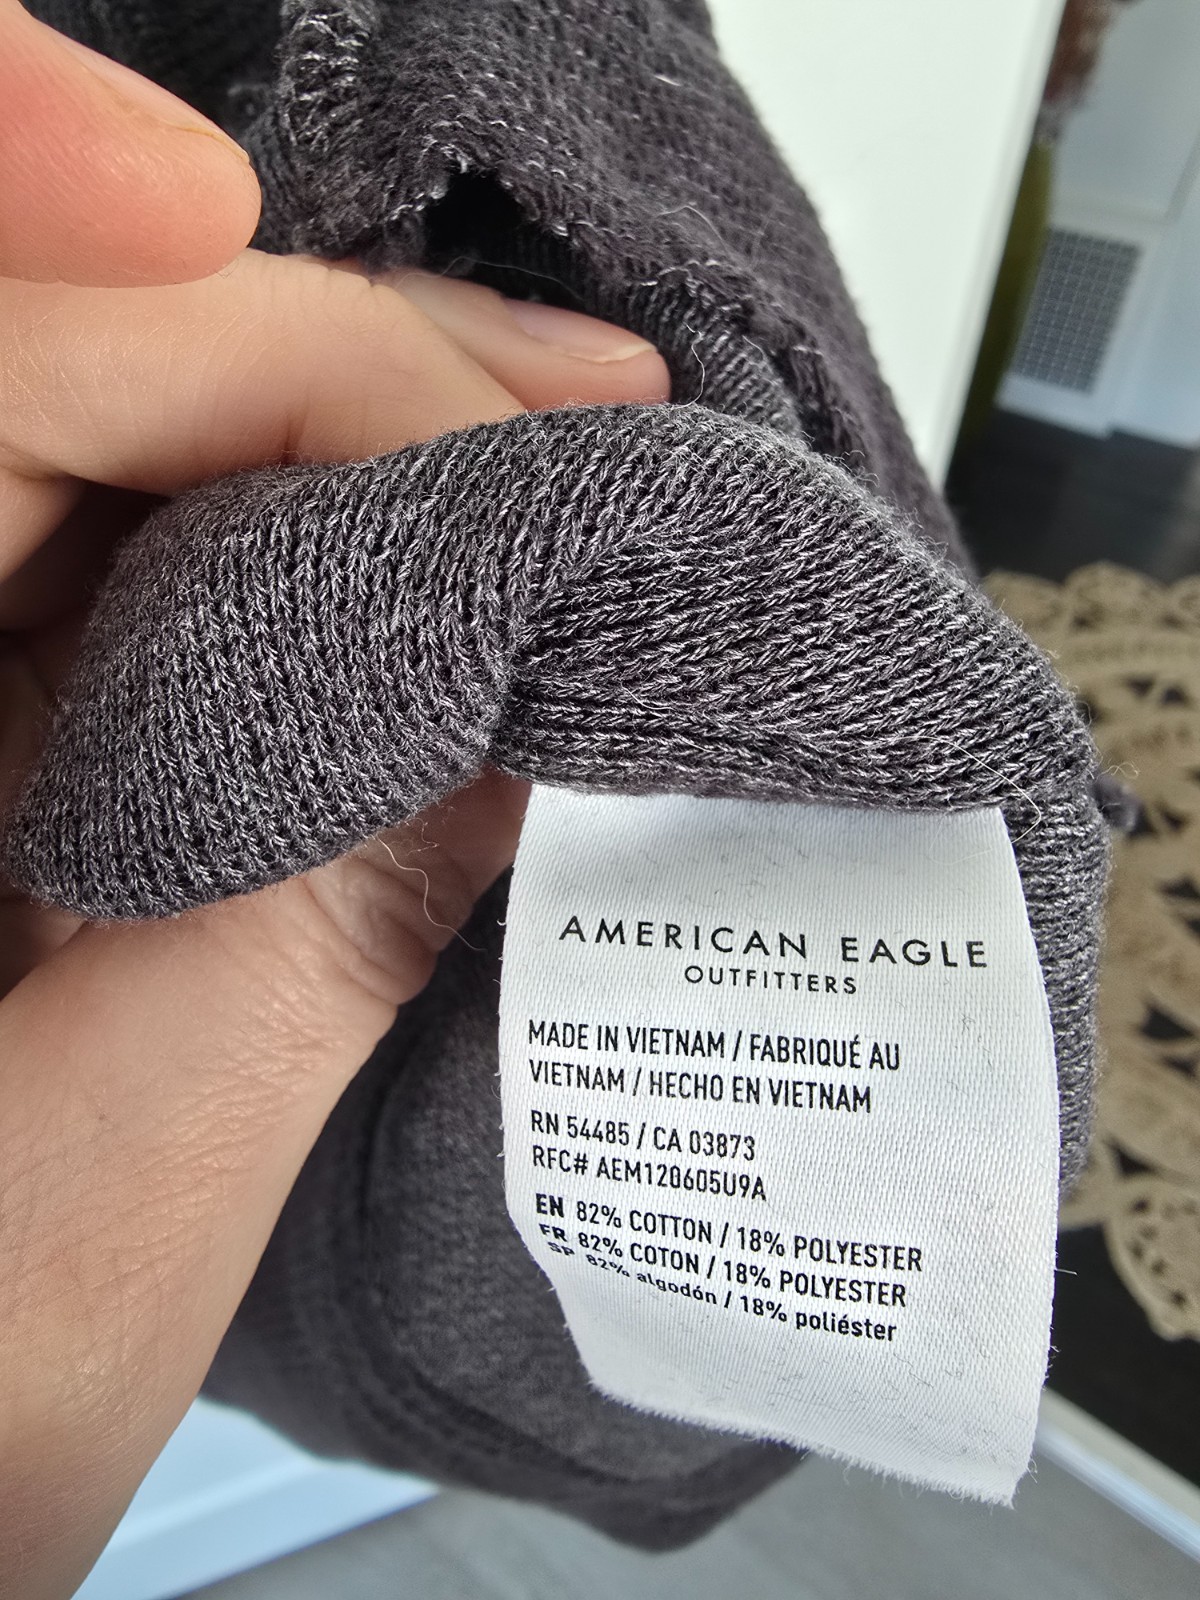 AMERICAN EAGLE
OUTFITTERS
MADE IN VIETNAM / FABRIQUÉ AU
VIETNAM / HECHO EN VIETNAM
RN 54485 / CA 03873
RFC# AEM120605U9A
EN 82% COTTON / 18% POLYESTER
FR 82% COTON / 18% POLYESTER
SP 82% algodón / 18% poliéster